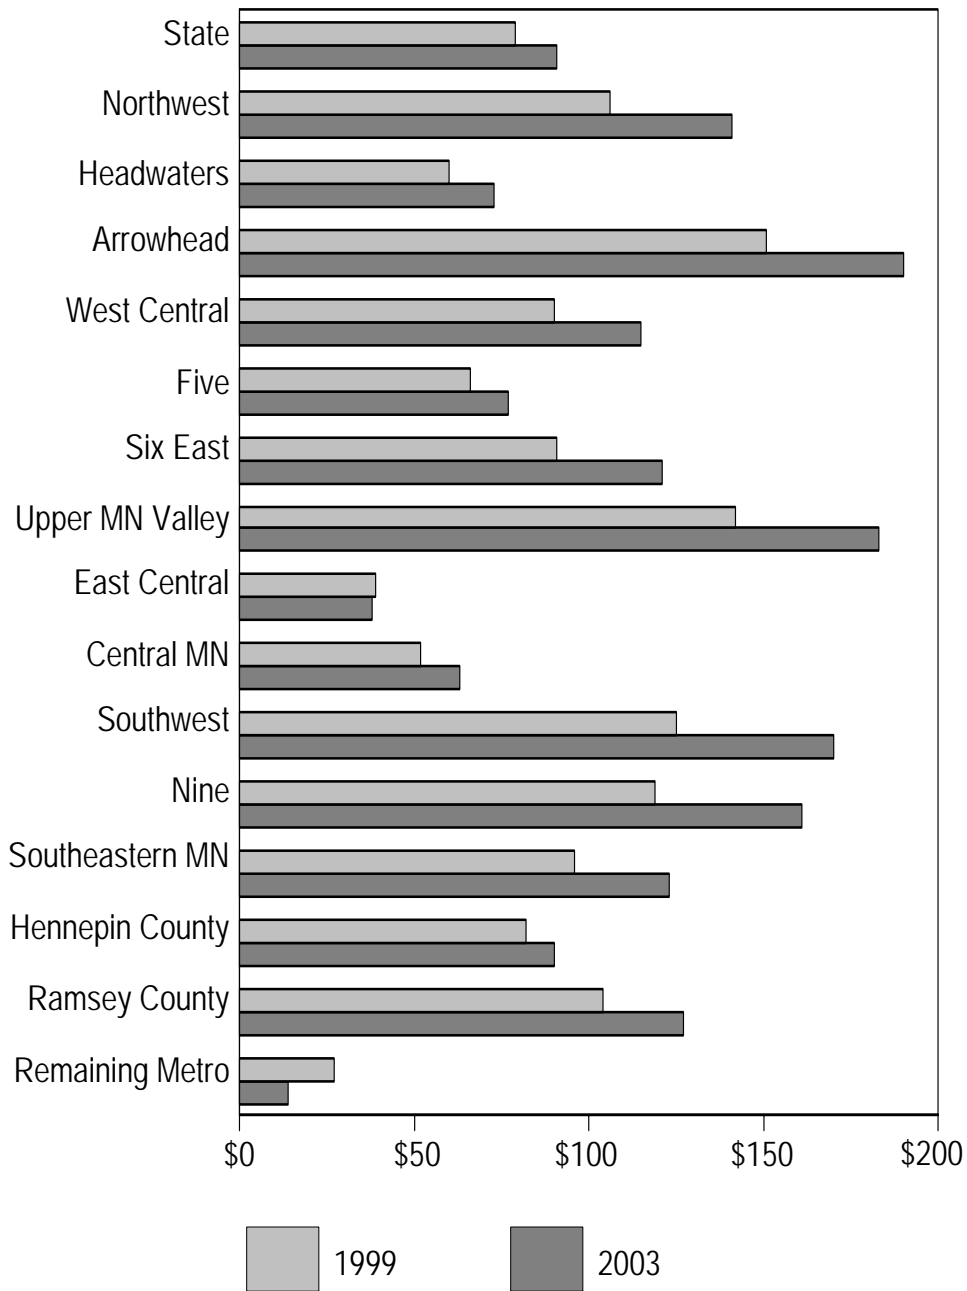 State
Northwest
Headwaters
Arrowhead
West Central
Five
Six East
Upper MN Valley
East Central
Central MN
Southwest
Nine
Southeastern MN
Hennepin County
Ramsey County
Remaining Metro
$0 $50 $100 $150 $200
1999 2003